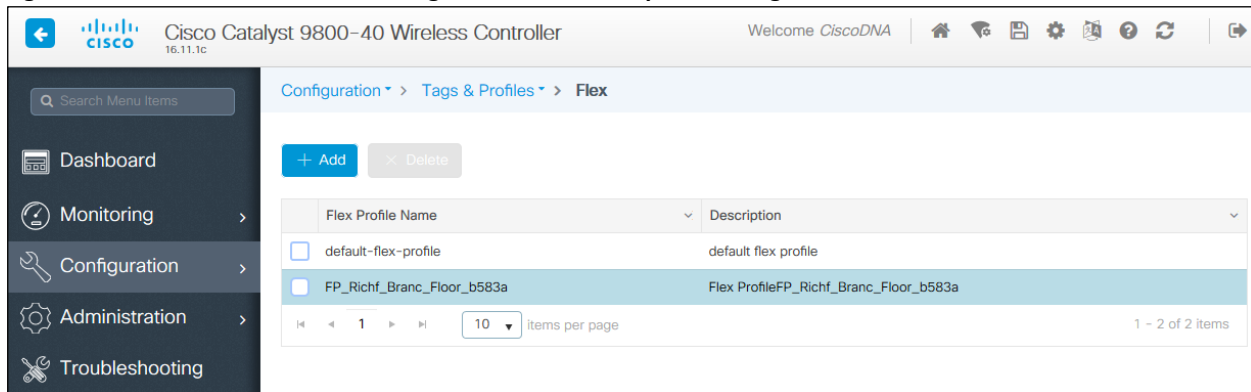 CISCO
Cisco Catalyst 9800-40 Wireless Controller
16.11.1c
Welcome CiscoDNA
Search Menu Items
Configuration > Tags & Profiles > Flex
Dashboard
Monitoring
Configuration
Administration
Troubleshooting
+ Add
× Delete
Flex Profile Name Description
default-flex-profile default flex profile
FP_Richf_Branc_Floor_b583a Flex ProfileFP_Richf_Branc_Floor_b583a
1 10 items per page 1 - 2 of 2 items